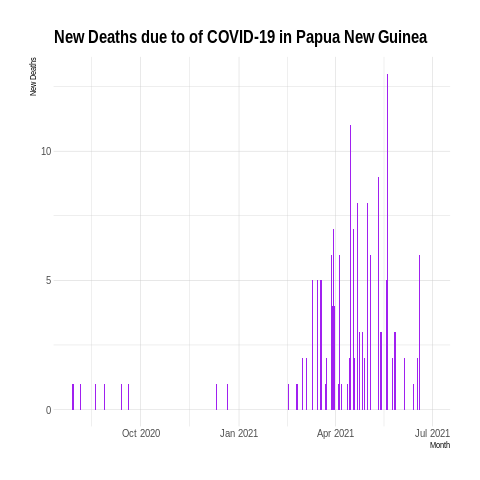 New Deaths due to of COVID-19 in Papua New Guinea
New Deaths
10
5
0
Oct 2020
Jan 2021
Apr 2021
Jul 2021
Month